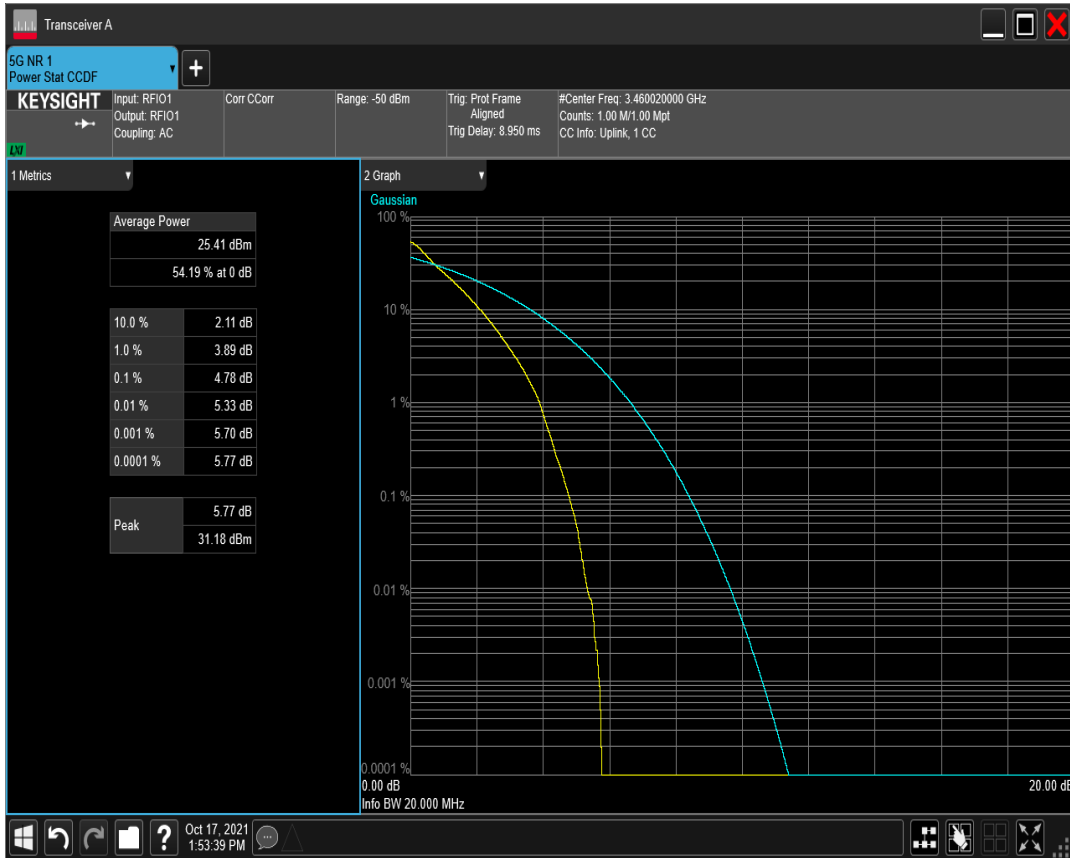 Transceiver A
5G NR 1
Power Stat CCDF
KEYSIGHT
LXI
Input: RFIO1
Output: RFIO1
Coupling: AC
Corr CCorr
Range: -50 dBm
Trig: Prot Frame
Aligned
Trig Delay: 8.950 ms
#Center Freq: 3.460020000 GHz
Counts: 1.00 M/1.00 Mpt
CC Info: Uplink, 1 CC
1 Metrics
Average Power
25.41 dBm
54.19 % at 0 dB
10.0 % 2.11 dB
1.0 % 3.89 dB
0.1 % 4.78 dB
0.01 % 5.33 dB
0.001 % 5.70 dB
0.0001 % 5.77 dB
Peak
5.77 dB
31.18 dBm
2 Graph
Gaussian
100 %
10 %
1 %
0.1 %
0.01 %
0.001 %
0.0001 %
0.00 dB 20.00 dB
Info BW 20.000 MHz
Oct 17, 2021
1:53:39 PM